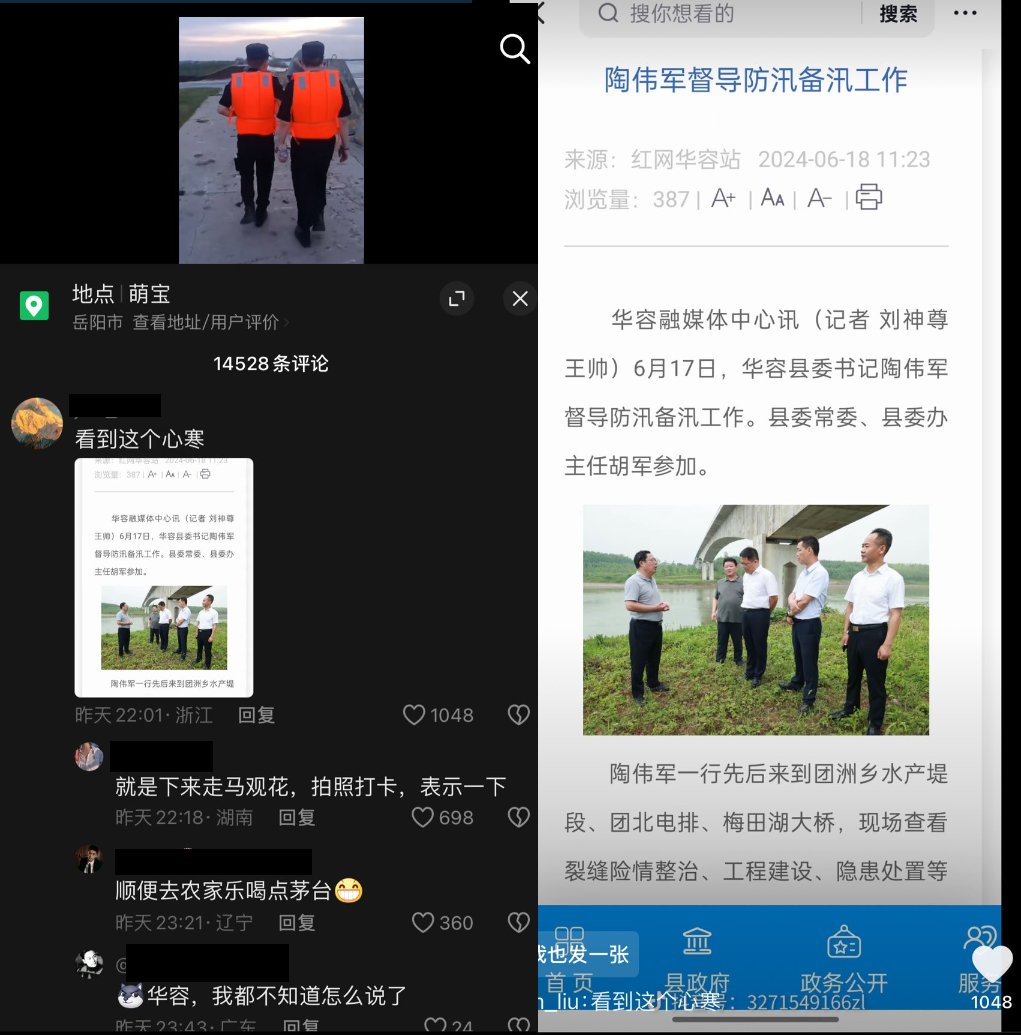 地点|萌宝
岳阳市 查看地址/用户评价
14528条评论
看到这个心寒
来源：红网华容站 2024-06-18 11:23
浏览量：387 | A+ | AA | A- |
华容融媒体中心讯（记者 刘神尊
王帅）6月17日，华容县委书记陶伟军
督导防汛备汛工作。县委常委、县委办
主任胡军参加。
陶伟军一行先后来到团洲乡水产堤
昨天22:01·浙江 回复 1048
就是下来走马观花，拍照打卡，表示一下
昨天22:18·湖南 回复 698
顺便去农家乐喝点茅台😁
昨天23:21·辽宁 回复 360
@
华容，我都不知道怎么说了
昨天23:43·广东 回复 24
搜你想看的 搜索
陶伟军督导防汛备汛工作
来源：红网华容站 2024-06-18 11:23
浏览量：387 | A+ | AA | A- |
华容融媒体中心讯（记者 刘神尊
王帅）6月17日，华容县委书记陶伟军
督导防汛备汛工作。县委常委、县委办
主任胡军参加。
陶伟军一行先后来到团洲乡水产堤
段、团北电排、梅田湖大桥，现场查看
裂缝险情整治、工程建设、隐患处置等
我也发一张
首页 县政府 政务公开 服务
_liu：看到这个心寒
号：3271549166zl
1048